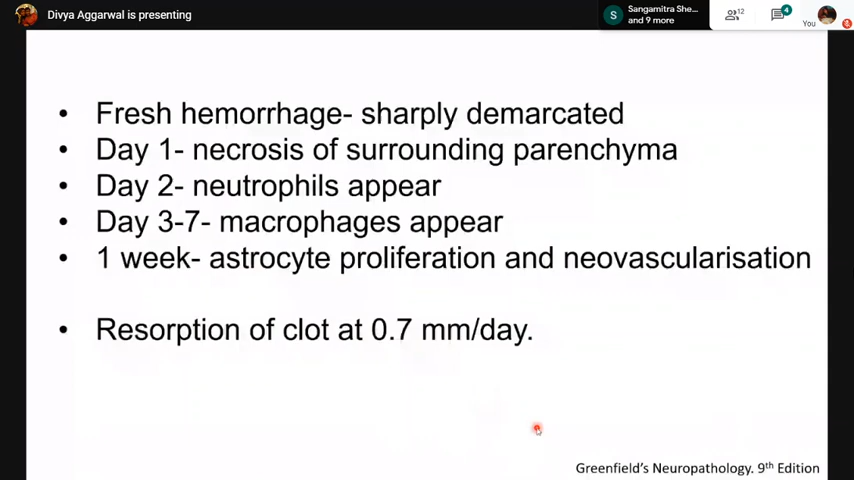 Divya Aggarwal is presenting
S
Sangamitra She...
and 9 more
12
4
You
• Fresh hemorrhage- sharply demarcated
• Day 1- necrosis of surrounding parenchyma
• Day 2- neutrophils appear
• Day 3-7- macrophages appear
• 1 week- astrocyte proliferation and neovascularisation
• Resorption of clot at 0.7 mm/day.
Greenfield's Neuropathology. 9th Edition